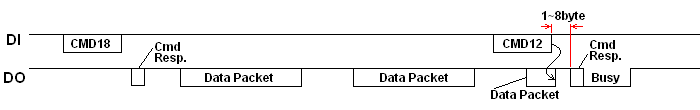 1~8byte
DI
CMD18
CMD12
Cmd
Resp.
Cmd
Resp.
DO
Data Packet
Data Packet
Busy
Data Packet